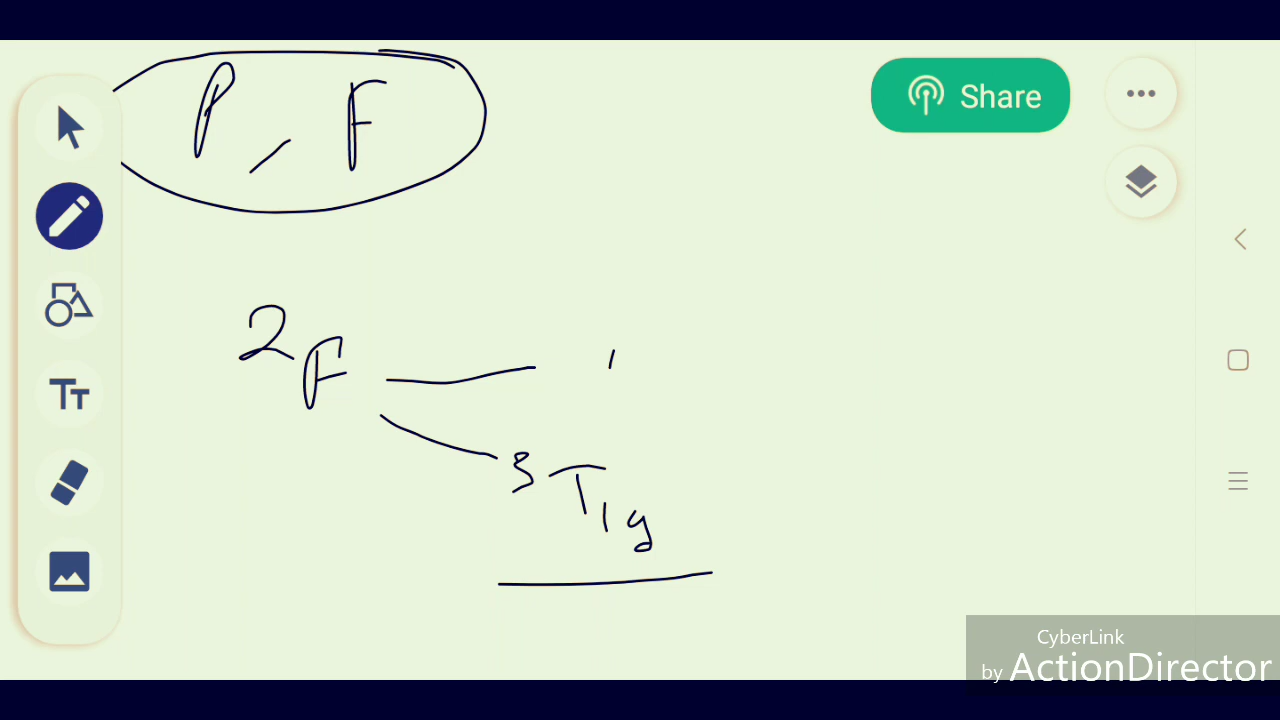 P, F
Share
2F
3T1g
CyberLink
by ActionDirector